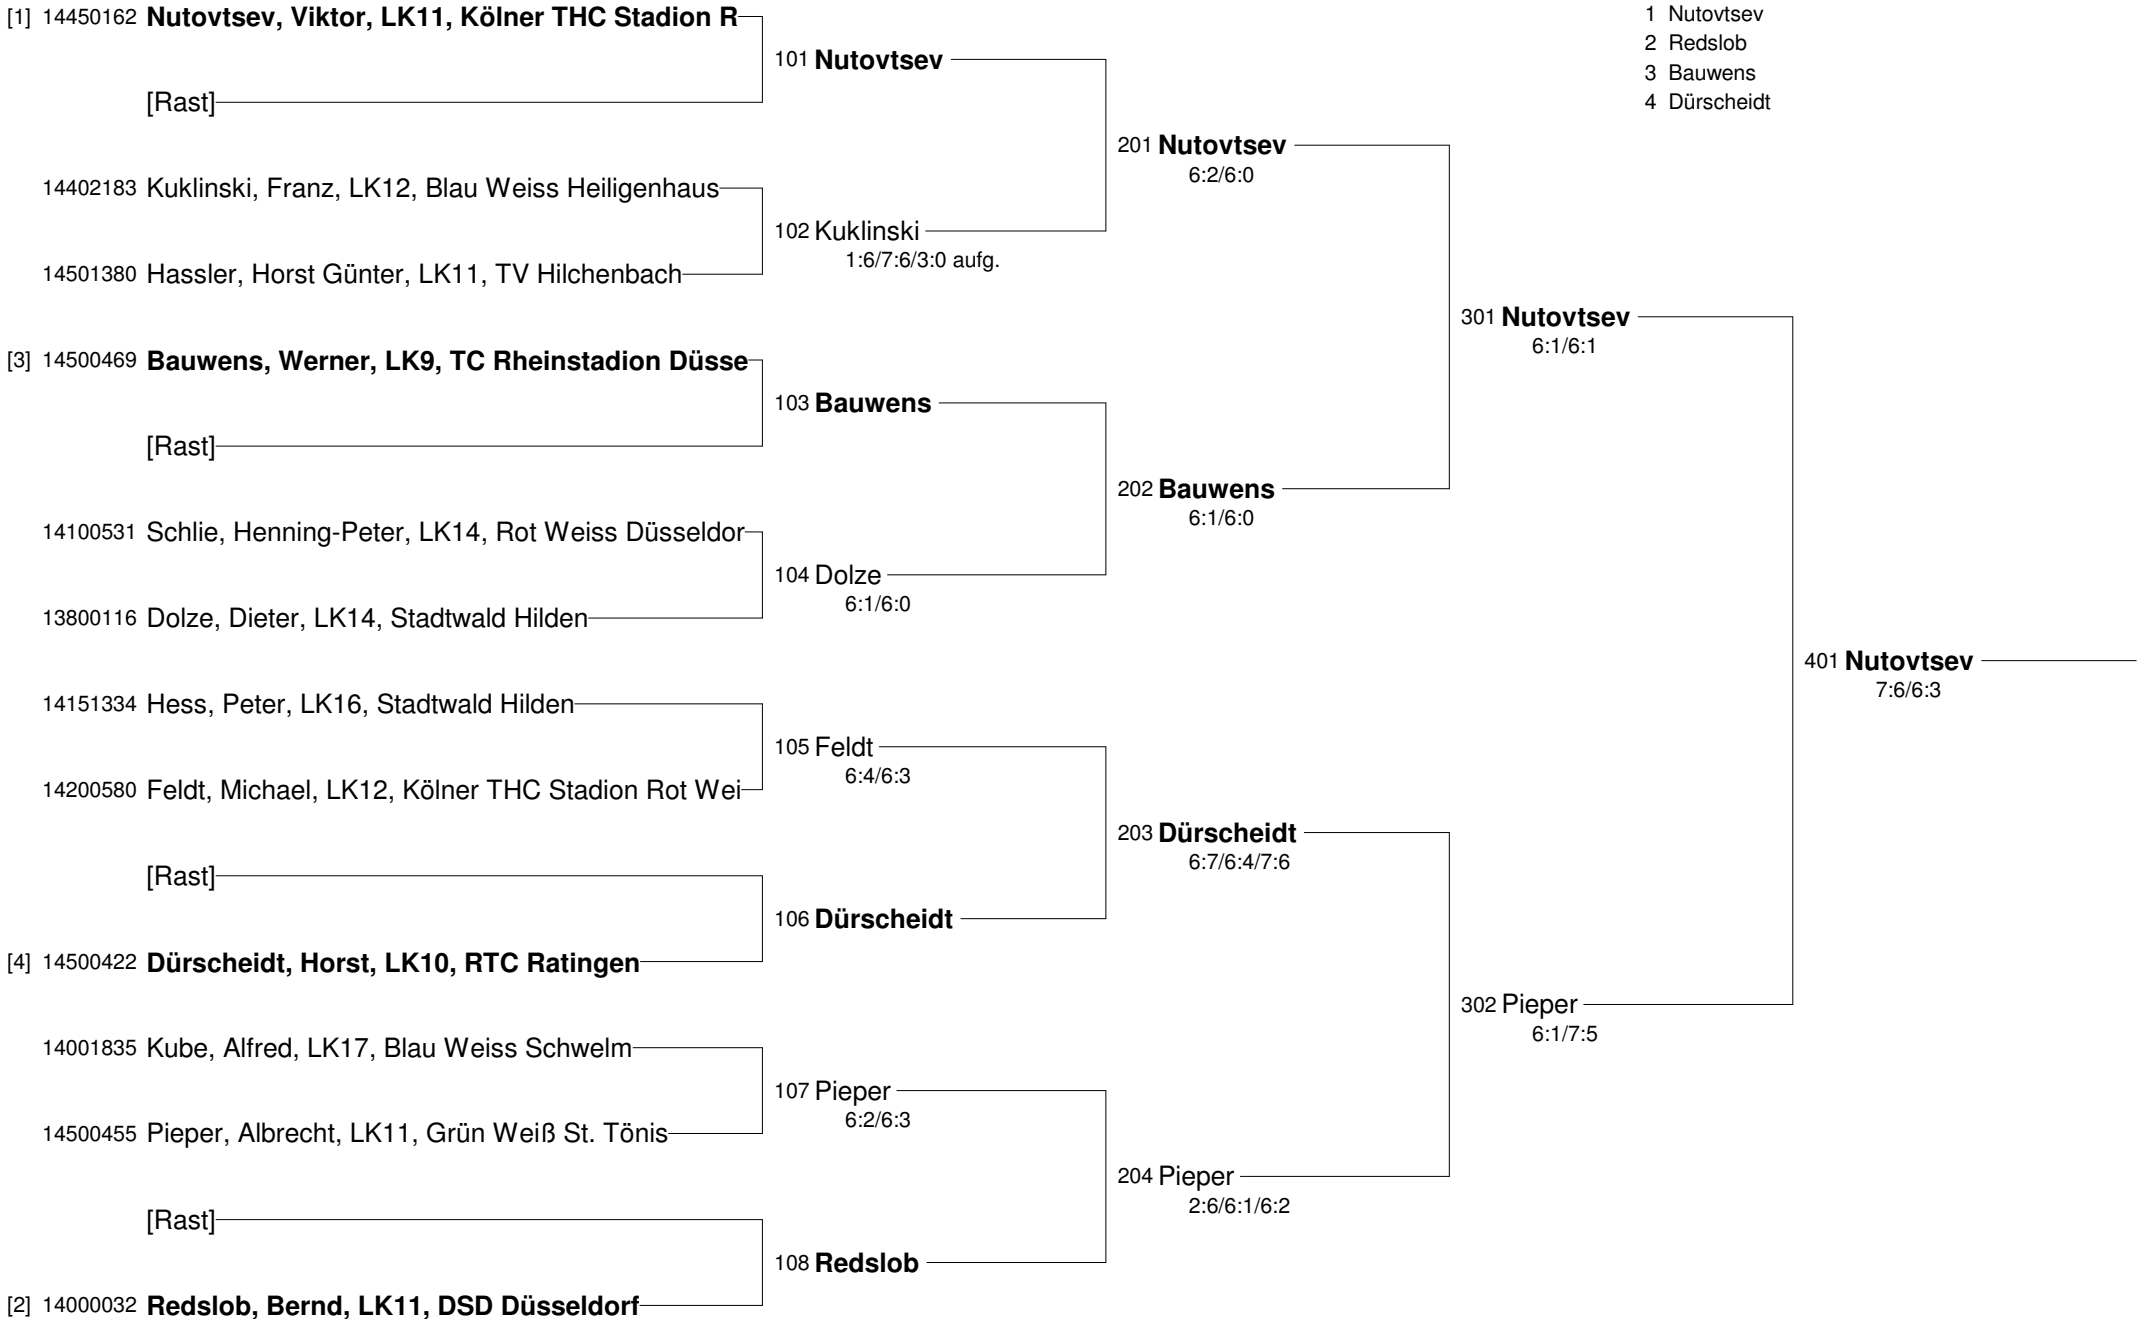 [1] 14450162 Nutovtsev, Viktor, LK11, Kölner THC Stadion R
[Rast]
14402183 Kuklinski, Franz, LK12, Blau Weiss Heiligenhaus
14501380 Hassler, Horst Günter, LK11, TV Hilchenbach
[3] 14500469 Bauwens, Werner, LK9, TC Rheinstadion Düsse
[Rast]
14100531 Schlie, Henning-Peter, LK14, Rot Weiss Düsseldor
13800116 Dolze, Dieter, LK14, Stadtwald Hilden
14151334 Hess, Peter, LK16, Stadtwald Hilden
14200580 Feldt, Michael, LK12, Kölner THC Stadion Rot Wei
[Rast]
[4] 14500422 Dürscheidt, Horst, LK10, RTC Ratingen
14001835 Kube, Alfred, LK17, Blau Weiss Schwelm
14500455 Pieper, Albrecht, LK11, Grün Weiß St. Tönis
[Rast]
[2] 14000032 Redslob, Bernd, LK11, DSD Düsseldorf
101 Nutovtsev
102 Kuklinski
1:6/7:6/3:0 aufg.
103 Bauwens
104 Dolze
6:1/6:0
105 Feldt
6:4/6:3
106 Dürscheidt
107 Pieper
6:2/6:3
108 Redslob
201 Nutovtsev
6:2/6:0
202 Bauwens
6:1/6:0
203 Dürscheidt
6:7/6:4/7:6
204 Pieper
2:6/6:1/6:2
301 Nutovtsev
6:1/6:1
302 Pieper
6:1/7:5
401 Nutovtsev
7:6/6:3
1 Nutovtsev
2 Redslob
3 Bauwens
4 Dürscheidt